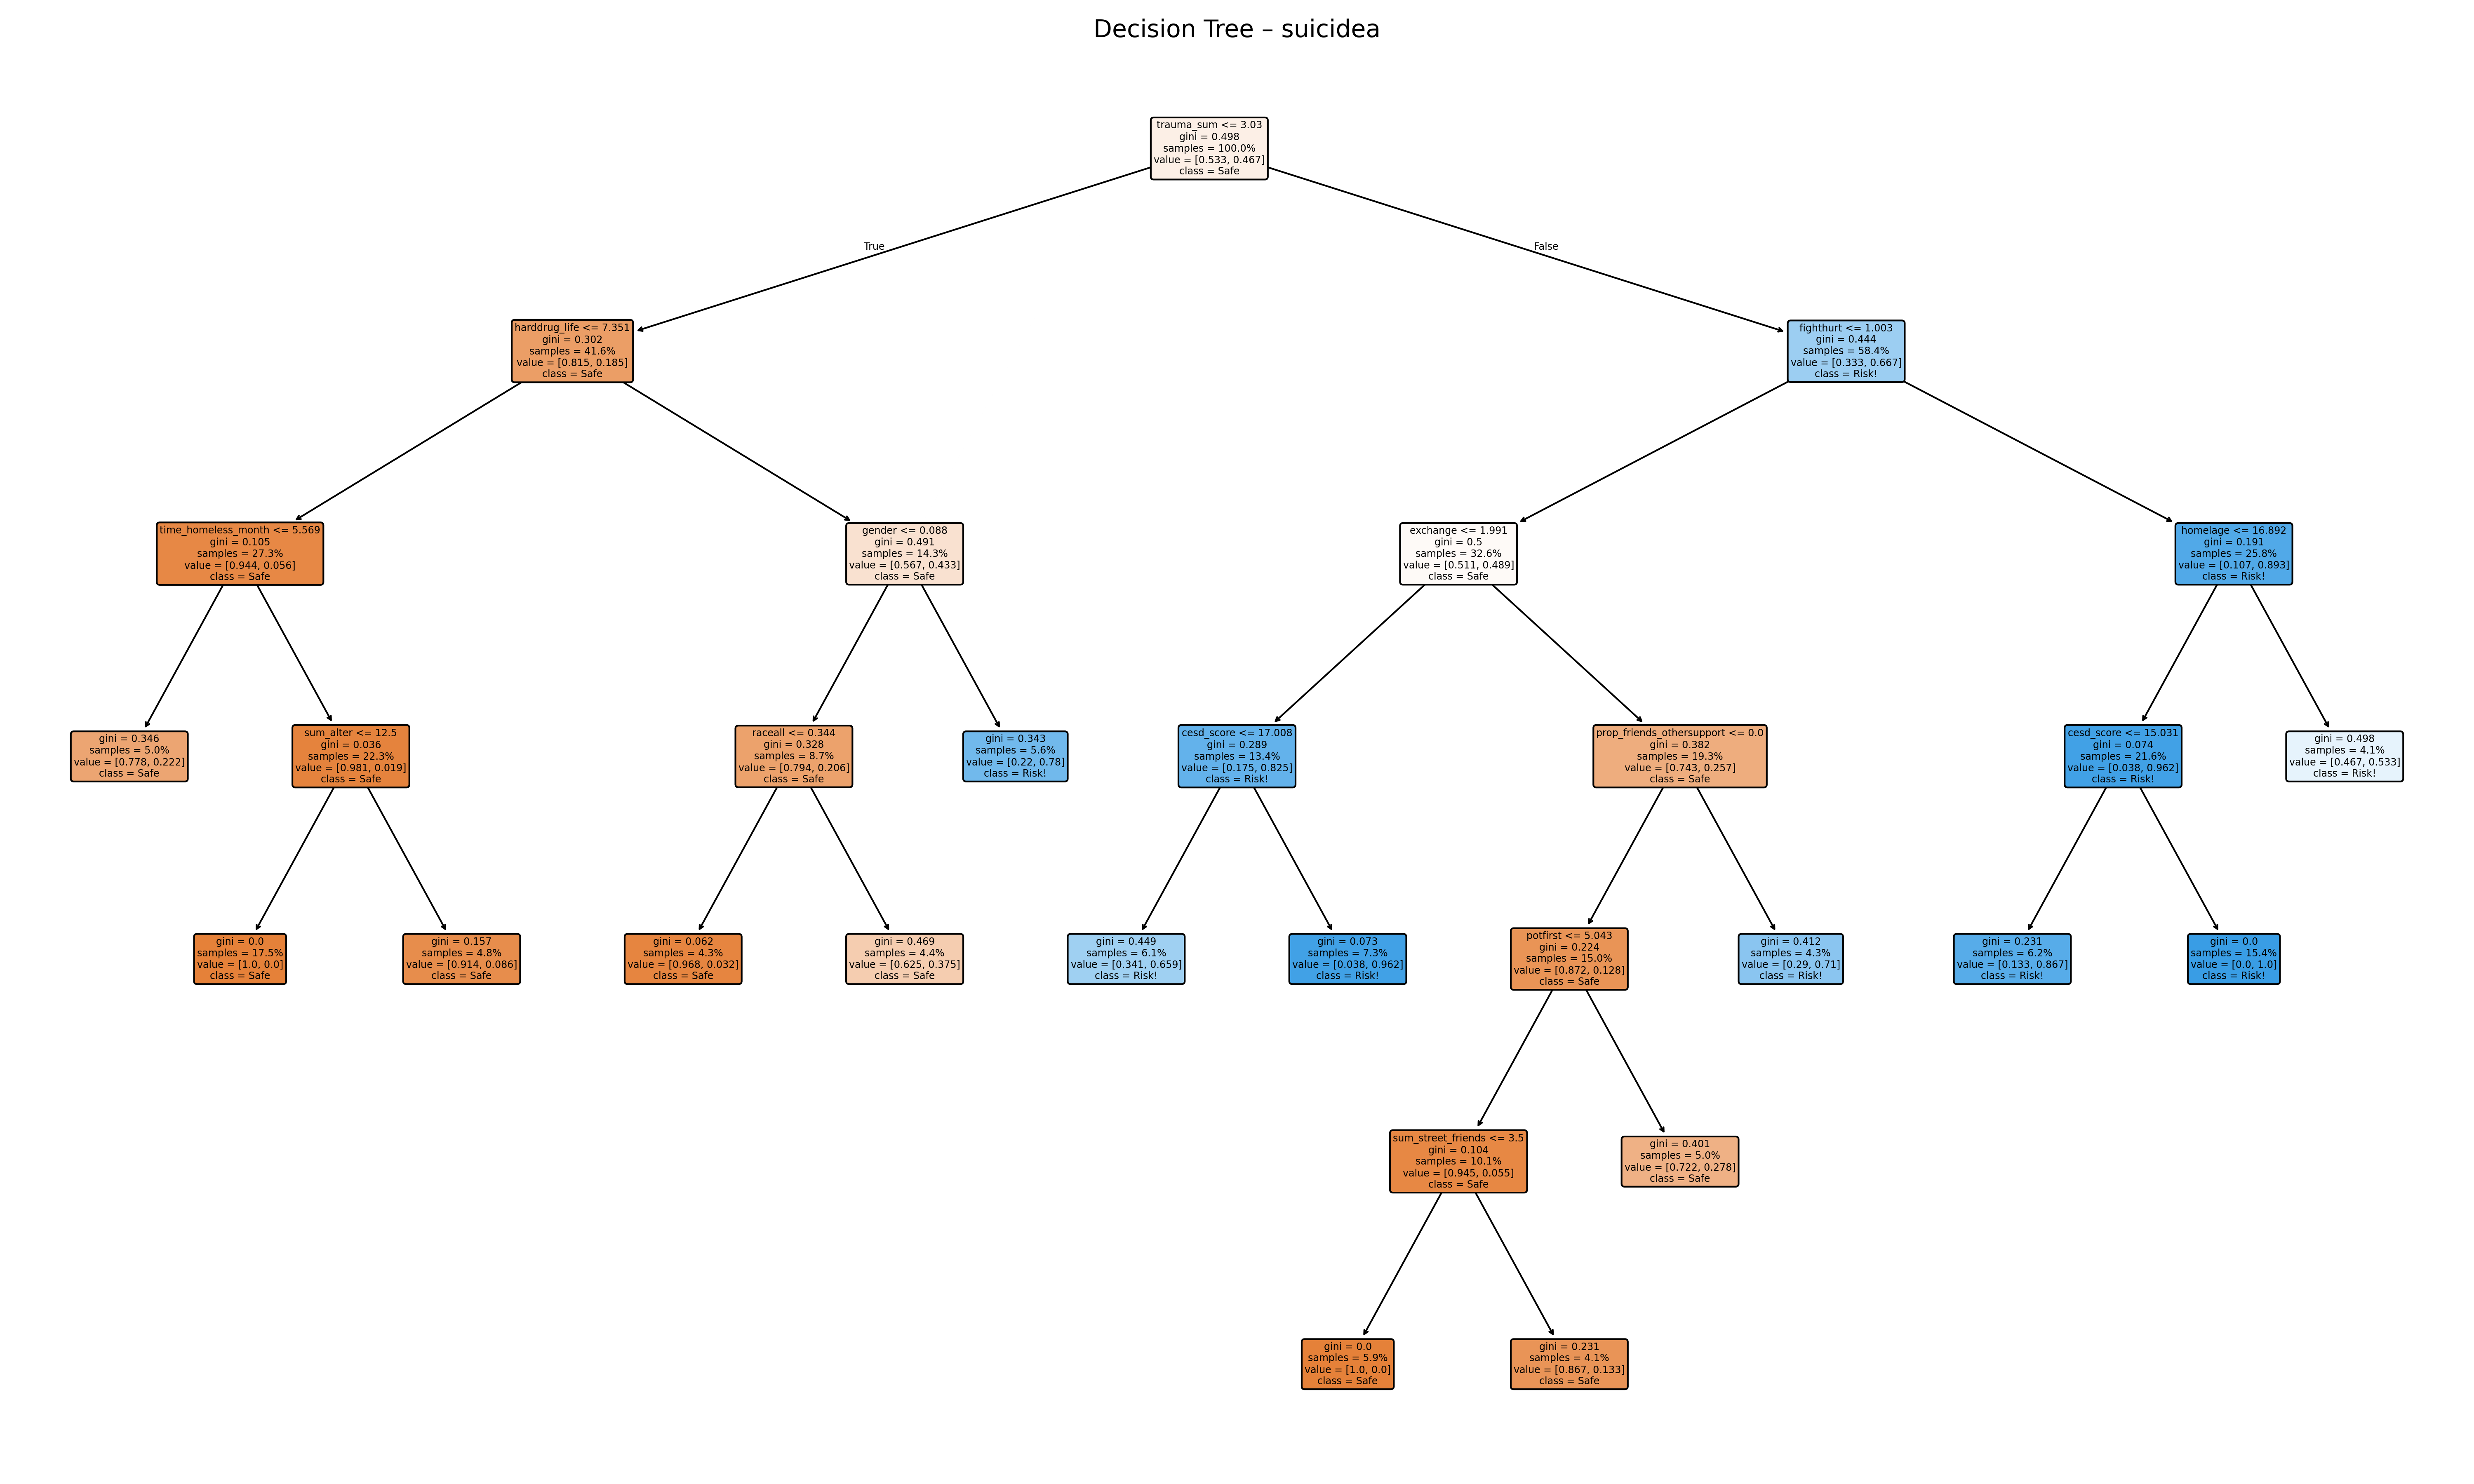 Decision Tree – suicidea
trauma_sum <= 3.03
gini = 0.498
samples = 100.0%
value = [0.533, 0.467]
class = Safe
True
False
harddrug_life <= 7.351
gini = 0.302
samples = 41.6%
value = [0.815, 0.185]
class = Safe
fighthurt <= 1.003
gini = 0.444
samples = 58.4%
value = [0.333, 0.667]
class = Risk!
time_homeless_month <= 5.569
gini = 0.105
samples = 27.3%
value = [0.944, 0.056]
class = Safe
gender <= 0.088
gini = 0.491
samples = 14.3%
value = [0.567, 0.433]
class = Safe
exchange <= 1.991
gini = 0.5
samples = 32.6%
value = [0.511, 0.489]
class = Safe
homelage <= 16.892
gini = 0.191
samples = 25.8%
value = [0.107, 0.893]
class = Risk!
gini = 0.346
samples = 5.0%
value = [0.778, 0.222]
class = Safe
sum_alter <= 12.5
gini = 0.036
samples = 22.3%
value = [0.981, 0.019]
class = Safe
raceall <= 0.344
gini = 0.328
samples = 8.7%
value = [0.794, 0.206]
class = Safe
gini = 0.343
samples = 5.6%
value = [0.22, 0.78]
class = Risk!
cesd_score <= 17.008
gini = 0.289
samples = 13.4%
value = [0.175, 0.825]
class = Risk!
prop_friends_othersupport <= 0.0
gini = 0.382
samples = 19.3%
value = [0.743, 0.257]
class = Safe
cesd_score <= 15.031
gini = 0.074
samples = 21.6%
value = [0.038, 0.962]
class = Risk!
gini = 0.498
samples = 4.1%
value = [0.467, 0.533]
class = Risk!
gini = 0.0
samples = 17.5%
value = [1.0, 0.0]
class = Safe
gini = 0.157
samples = 4.8%
value = [0.914, 0.086]
class = Safe
gini = 0.062
samples = 4.3%
value = [0.968, 0.032]
class = Safe
gini = 0.469
samples = 4.4%
value = [0.625, 0.375]
class = Safe
gini = 0.449
samples = 6.1%
value = [0.341, 0.659]
class = Risk!
gini = 0.073
samples = 7.3%
value = [0.038, 0.962]
class = Risk!
potfirst <= 5.043
gini = 0.224
samples = 15.0%
value = [0.872, 0.128]
class = Safe
gini = 0.412
samples = 4.3%
value = [0.29, 0.71]
class = Risk!
gini = 0.231
samples = 6.2%
value = [0.133, 0.867]
class = Risk!
gini = 0.0
samples = 15.4%
value = [0.0, 1.0]
class = Risk!
sum_street_friends <= 3.5
gini = 0.104
samples = 10.1%
value = [0.945, 0.055]
class = Safe
gini = 0.401
samples = 5.0%
value = [0.722, 0.278]
class = Safe
gini = 0.0
samples = 5.9%
value = [1.0, 0.0]
class = Safe
gini = 0.231
samples = 4.1%
value = [0.867, 0.133]
class = Safe